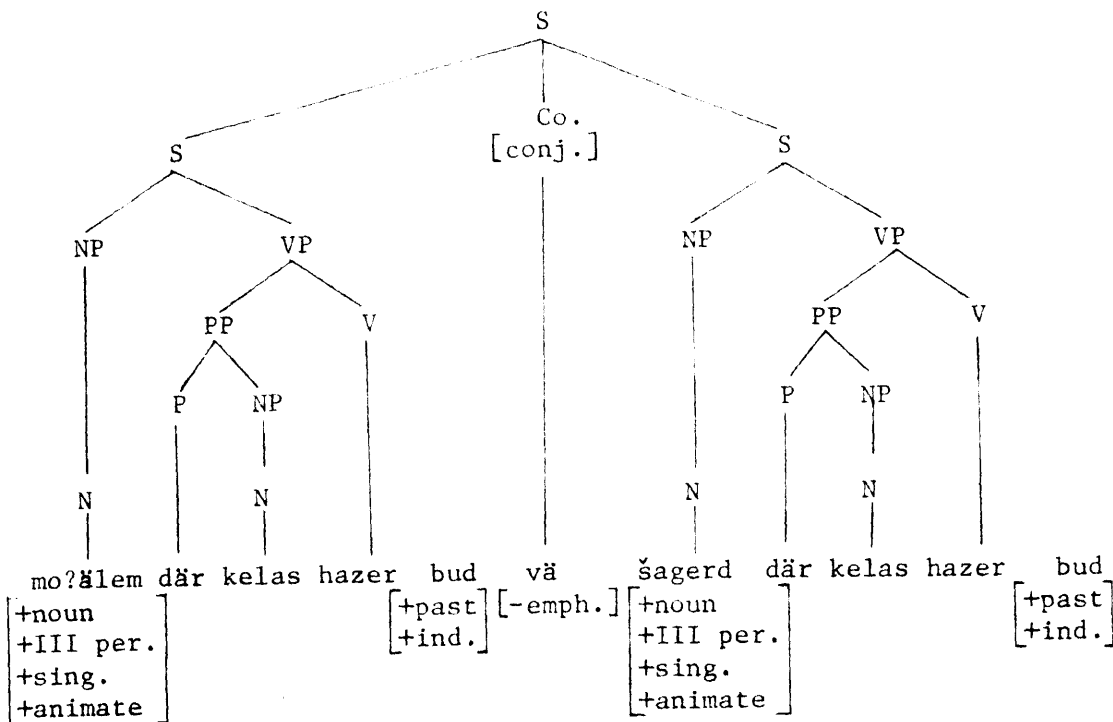 S
Co.
S [conj.] S
NP VP NP VP
PP V PP V
P NP P NP
N N N N
mo?älem där kelas hazer bud vä šagerd där kelas hazer bud
[+noun [+past] [-emph.] [+noun [+past]
+III per. +ind.] +III per. +ind.]
+sing. +sing.
+animate] +animate]